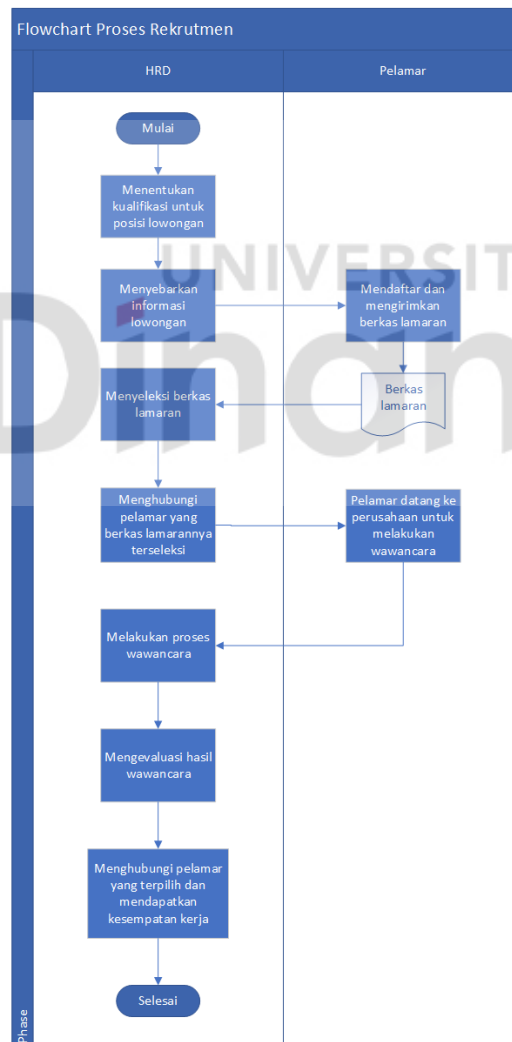 Flowchart Proses Rekrutmen
HRD
Pelamar
Mulai
Menentukan
kualifikasi untuk
posisi lowongan
UNIVERSIT
Menyebarkan
informasi
lowongan
Mendaftar dan
mengirimkan
berkas lamaran
Dinam
Menyeleksi berkas
lamaran
Berkas
lamaran
Menghubungi
pelamar yang
berkas lamarannya
terseleksi
Pelamar datang ke
perusahaan untuk
melakukan
wawancara
Melakukan proses
wawancara
Mengevaluasi hasil
wawancara
Menghubungi pelamar
yang terpilih dan
mendapatkan
kesempatan kerja
Selesai
Phase